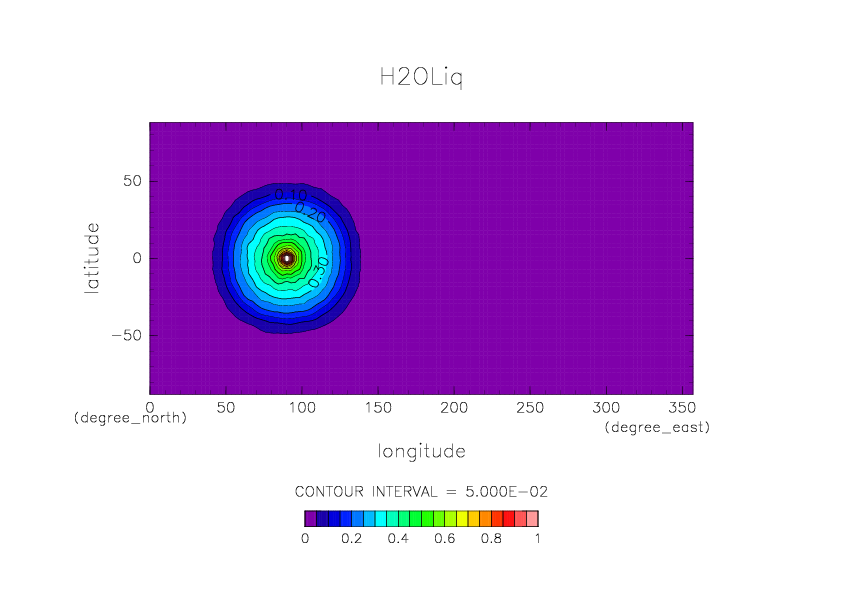 H2OLiq
latitude
50
0
−50
0.10
0.20
0.30
0 50 100 150 200 250 300 350
(degree_north)
(degree_east)
longitude
CONTOUR INTERVAL = 5.000E−02
0 0.2 0.4 0.6 0.8 1